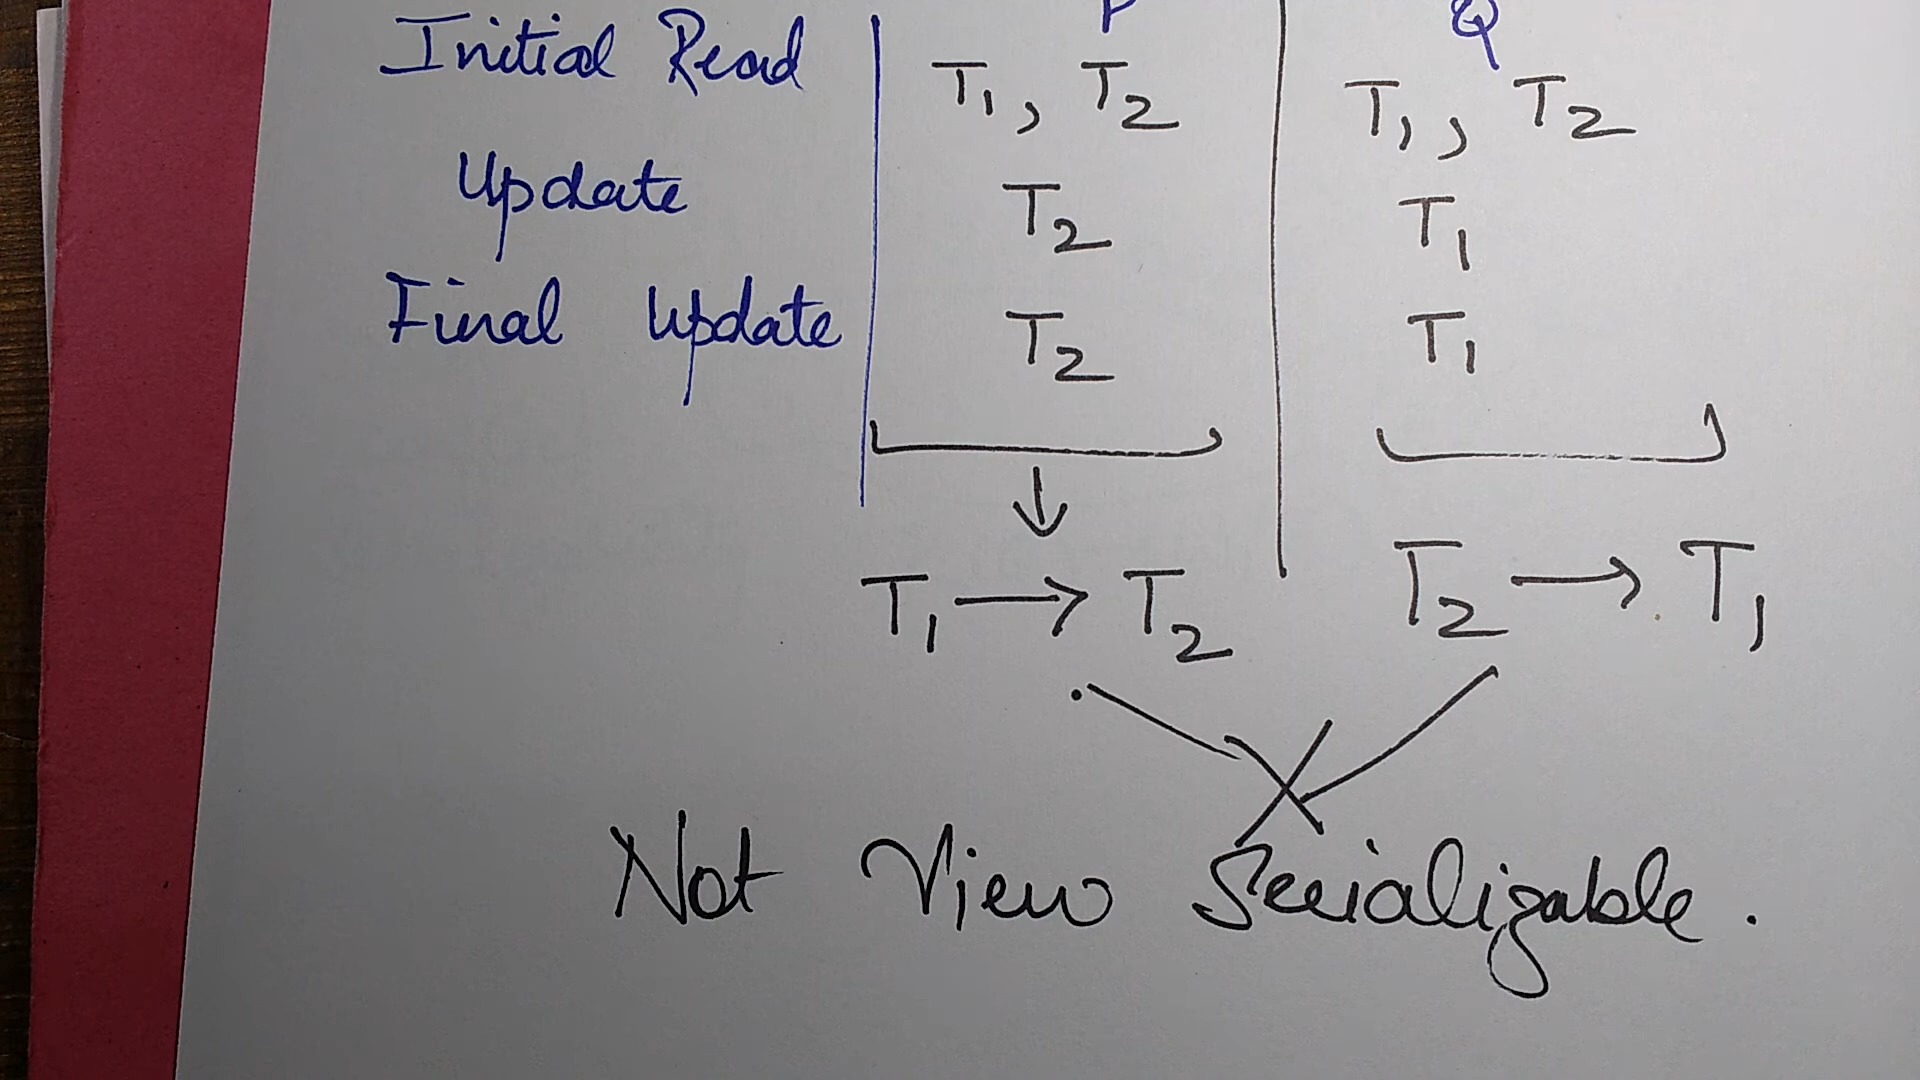 P Q
Initial Read T1, T2 T1, T2
Update T2 T1
Final Update T2 T1
T1 → T2 T2 → T1
Not View Serializable.